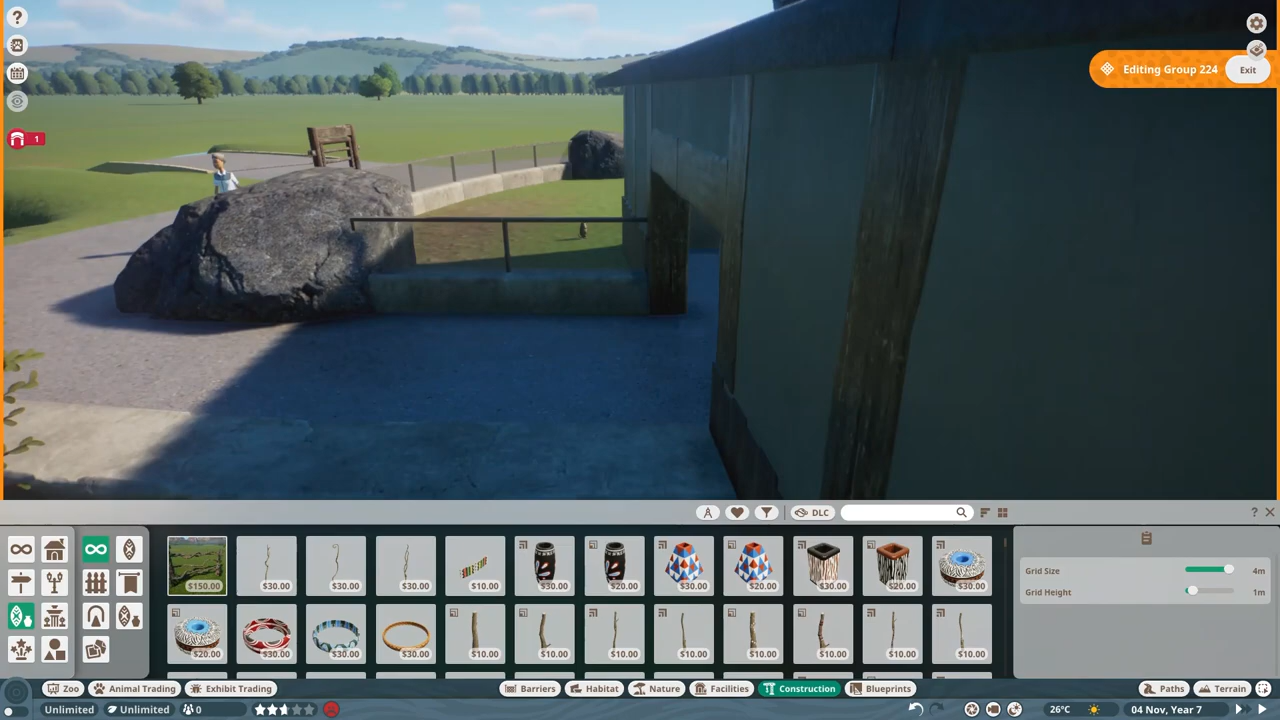 ?
Editing Group 224
Exit
1
DLC
?
$150.00
$30.00
$30.00
$30.00
$10.00
$30.00
$20.00
$30.00
$20.00
$30.00
$20.00
$30.00
Grid Size
4m
Grid Height
1m
$20.00
$30.00
$30.00
$30.00
$10.00
$10.00
$10.00
$10.00
$10.00
$10.00
$10.00
$10.00
Zoo
Animal Trading
Exhibit Trading
Barriers
Habitat
Nature
Facilities
Construction
Blueprints
Paths
Terrain
Unlimited
Unlimited
0
26°C
04 Nov, Year 7